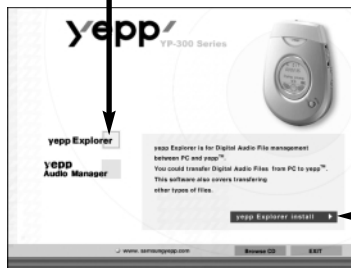 yepp
YP-300 Series
yepp Explorer
yepp
Audio Manager
yepp Explorer is for Digital Audio File management
between PC and yepp™.
You could transfer Digital Audio Files from PC to yepp™.
This software also covers transfering
other types of files.
yepp Explorer install
www. samsungyepp.com
Browse CD
EXIT